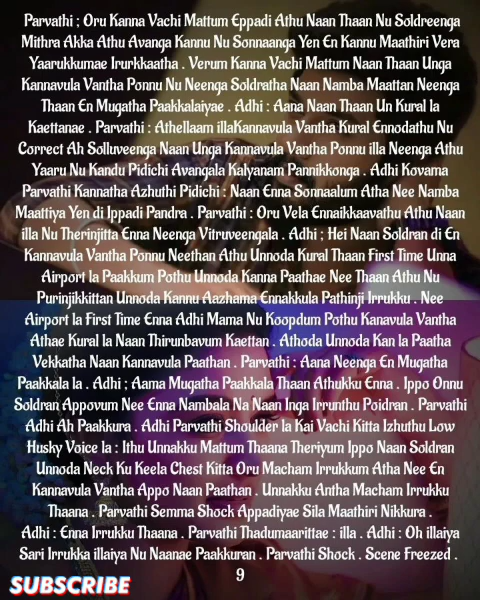 Parvathi ; Oru Kanna Vachi Mattum Eppadi Athu Naan Thaan Nu Soldreenga
Mithra Akka Athu Avanga Kannu Nu Sonnaanga Yen En Kannu Maathiri Vera
Yaarukkumae Irurkkaatha . Verum Kanna Vachi Mattum Naan Thaan Unga
Kannavula Vantha Ponnu Nu Neenga Soldratha Naan Namba Maattan Neenga
Thaan En Mugatha Paakkalaiyae . Adhi : Aana Naan Thaan Un Kural la
Kaettanae . Parvathi : Athellaam illaKannavula Vantha Kural Ennodathu Nu
Correct Ah Solluveenga Naan Unga Kannavula Vantha Ponnu illa Neenga Athu
Yaaru Nu Kandu Pidichi Avangala Kalyanam Pannikkonga . Adhi Kovama
Parvathi Kannatha Azhuthi Pidichi : Naan Enna Sonnaalum Atha Nee Namba
Maattiya Yen di Ippadi Pandra . Parvathi : Oru Vela Ennaikkaavathu Athu Naan
illa Nu Therinjitta Enna Neenga Vitruveengala . Adhi ; Hei Naan Soldran di En
Kannavula Vantha Ponnu Neethan Athu Unnoda Kural Thaan First Time Unna
Airport la Paakkum Pothu Unnoda Kanna Paathae Nee Thaan Athu Nu
Purinjikkittan Unnoda Kannu Aazhama Ennakkula Pathinji Irrukku . Nee
Airport la First Time Enna Adhi Mama Nu Koopdum Pothu Kanavula Vantha
Athae Kural la Naan Thirunbavum Kaettan . Athoda Unnoda Kan la Paatha
Vekkatha Naan Kannavula Paathan . Parvathi : Aana Neenga En Mugatha
Paakkala la . Adhi ; Aama Mugatha Paakkala Thaan Athukku Enna . Ippo Onnu
Soldran Appovum Nee Enna Nambala Na Naan Inga Irrunthu Poidran . Parvathi
Adhi Ah Paakkura . Adhi Parvathi Shoulder la Kai Vachi Kitta Izhuthu Low
Husky Voice la : Ithu Unnakku Mattum Thaana Theriyum Ippo Naan Soldran
Unnoda Neck Ku Keela Chest Kitta Oru Macham Irrukkum Atha Nee En
Kannavula Vantha Appo Naan Paathan . Unnakku Antha Macham Irrukku
Thaana . Parvathi Semma Shock Appadiyae Sila Maathiri Nikkura .
Adhi : Enna Irrukku Thaana . Parvathi Thadumaarittae : illa . Adhi : Oh illaiya
Sari Irrukka illaiya Nu Naanae Paakkuran . Parvathi Shock . Scene Freezed .
9
SUBSCRIBE